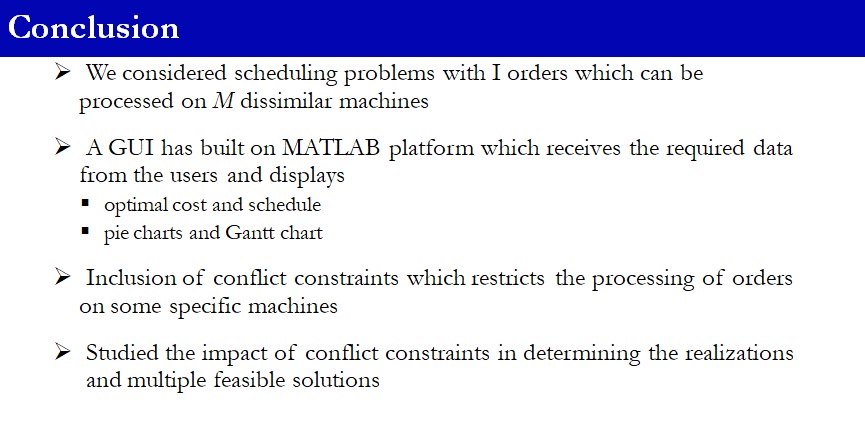 Conclusion
We considered scheduling problems with I orders which can be
processed on M dissimilar machines
A GUI has built on MATLAB platform which receives the required data
from the users and displays
optimal cost and schedule
pie charts and Gantt chart
Inclusion of conflict constraints which restricts the processing of orders
on some specific machines
Studied the impact of conflict constraints in determining the realizations
and multiple feasible solutions